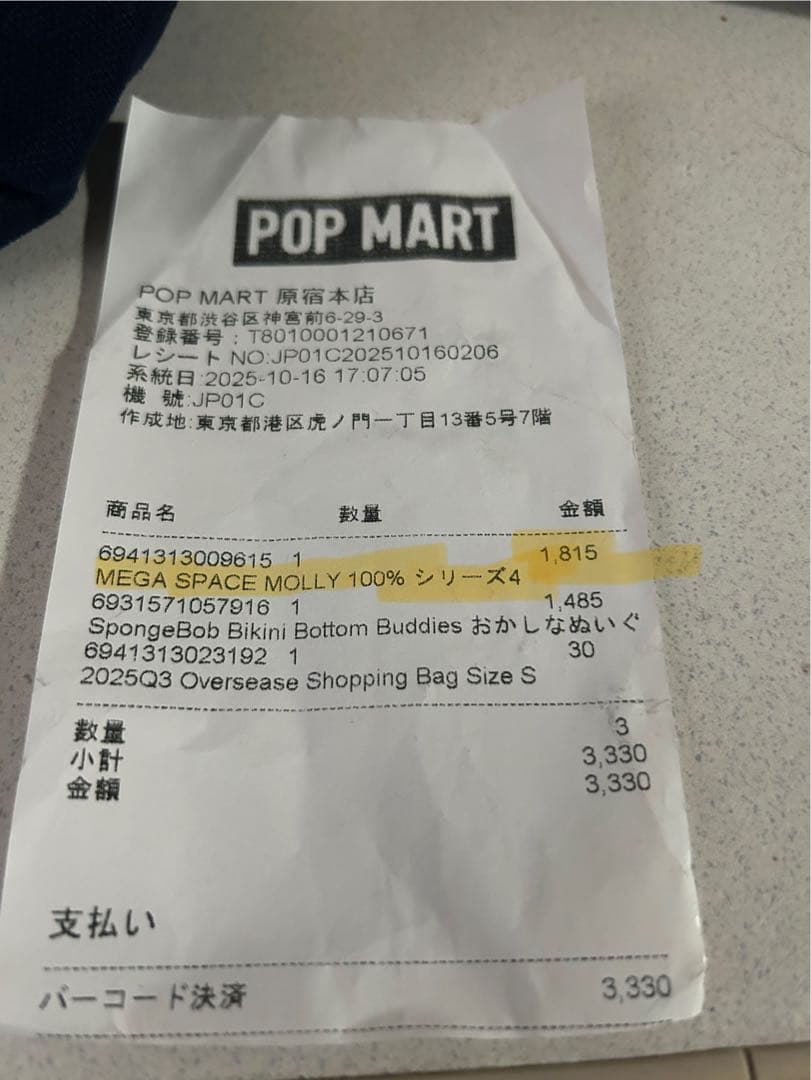 POP MART
POP MART 原宿本店
東京都渋谷区神宮前6-29-3
登録番号：T8010001210671
レシート NO:JP01C202510160206
系統日:2025-10-16 17:07:05
機 號:JP01C
作成地:東京都港区虎ノ門一丁目13番5号7階
商品名 数量 金額
6941313009615 1 1,815
MEGA SPACE MOLLY 100% シリーズ4
6931571057916 1 1,485
SpongeBob Bikini Bottom Buddies おかしなぬいぐ
6941313023192 1 30
2025Q3 Oversease Shopping Bag Size S
数量 3
小計 3,330
金額 3,330
支払い
バーコード決済 3,330